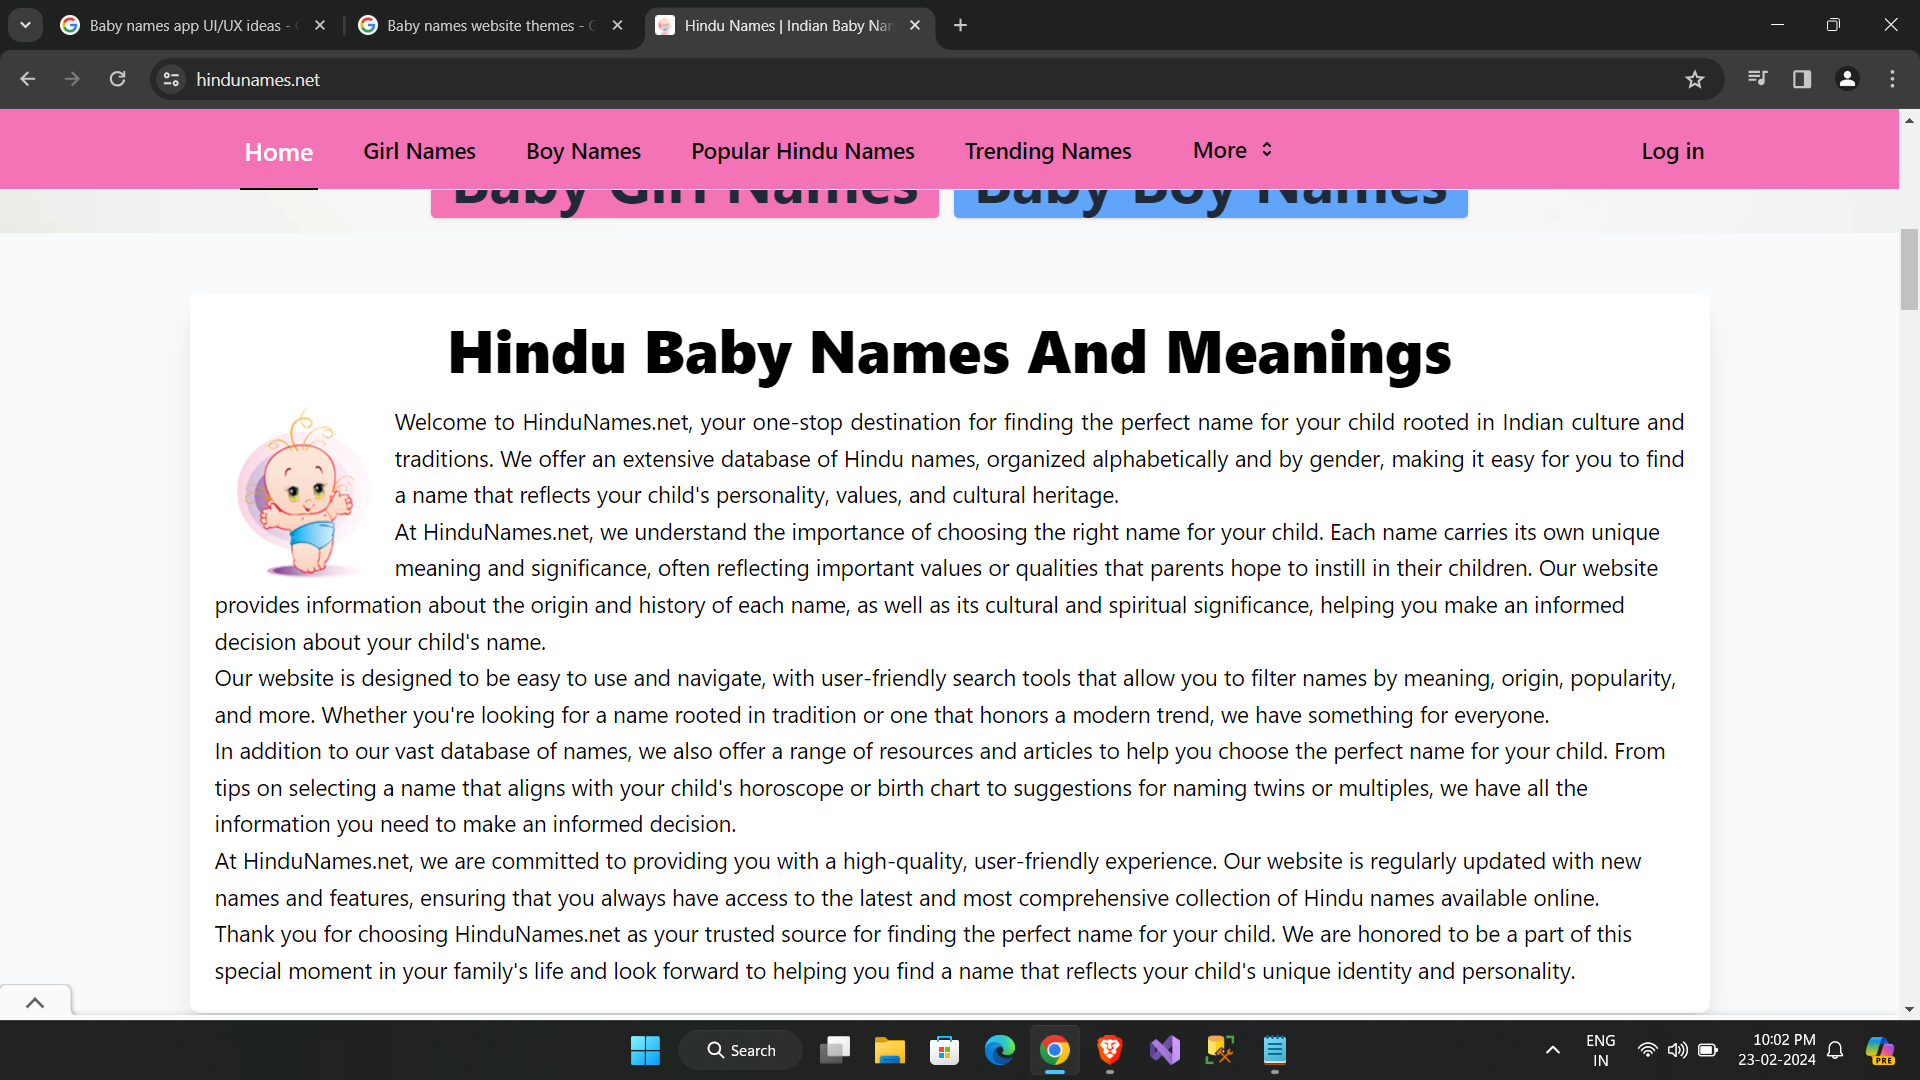 Baby names app UI/UX ideas -
Baby names website themes -
Hindu Names | Indian Baby Nam
hindunames.net
Home
Girl Names
Boy Names
Popular Hindu Names
Trending Names
More
Log in
Baby Girl Names
Baby Boy Names
Hindu Baby Names And Meanings
Welcome to HinduNames.net, your one-stop destination for finding the perfect name for your child rooted in Indian culture and
traditions. We offer an extensive database of Hindu names, organized alphabetically and by gender, making it easy for you to find
a name that reflects your child's personality, values, and cultural heritage.
At HinduNames.net, we understand the importance of choosing the right name for your child. Each name carries its own unique
meaning and significance, often reflecting important values or qualities that parents hope to instill in their children. Our website
provides information about the origin and history of each name, as well as its cultural and spiritual significance, helping you make an informed
decision about your child's name.
Our website is designed to be easy to use and navigate, with user-friendly search tools that allow you to filter names by meaning, origin, popularity,
and more. Whether you're looking for a name rooted in tradition or one that honors a modern trend, we have something for everyone.
In addition to our vast database of names, we also offer a range of resources and articles to help you choose the perfect name for your child. From
tips on selecting a name that aligns with your child's horoscope or birth chart to suggestions for naming twins or multiples, we have all the
information you need to make an informed decision.
At HinduNames.net, we are committed to providing you with a high-quality, user-friendly experience. Our website is regularly updated with new
names and features, ensuring that you always have access to the latest and most comprehensive collection of Hindu names available online.
Thank you for choosing HinduNames.net as your trusted source for finding the perfect name for your child. We are honored to be a part of this
special moment in your family's life and look forward to helping you find a name that reflects your child's unique identity and personality.
Search
ENG
IN
10:02 PM
23-02-2024
PRE